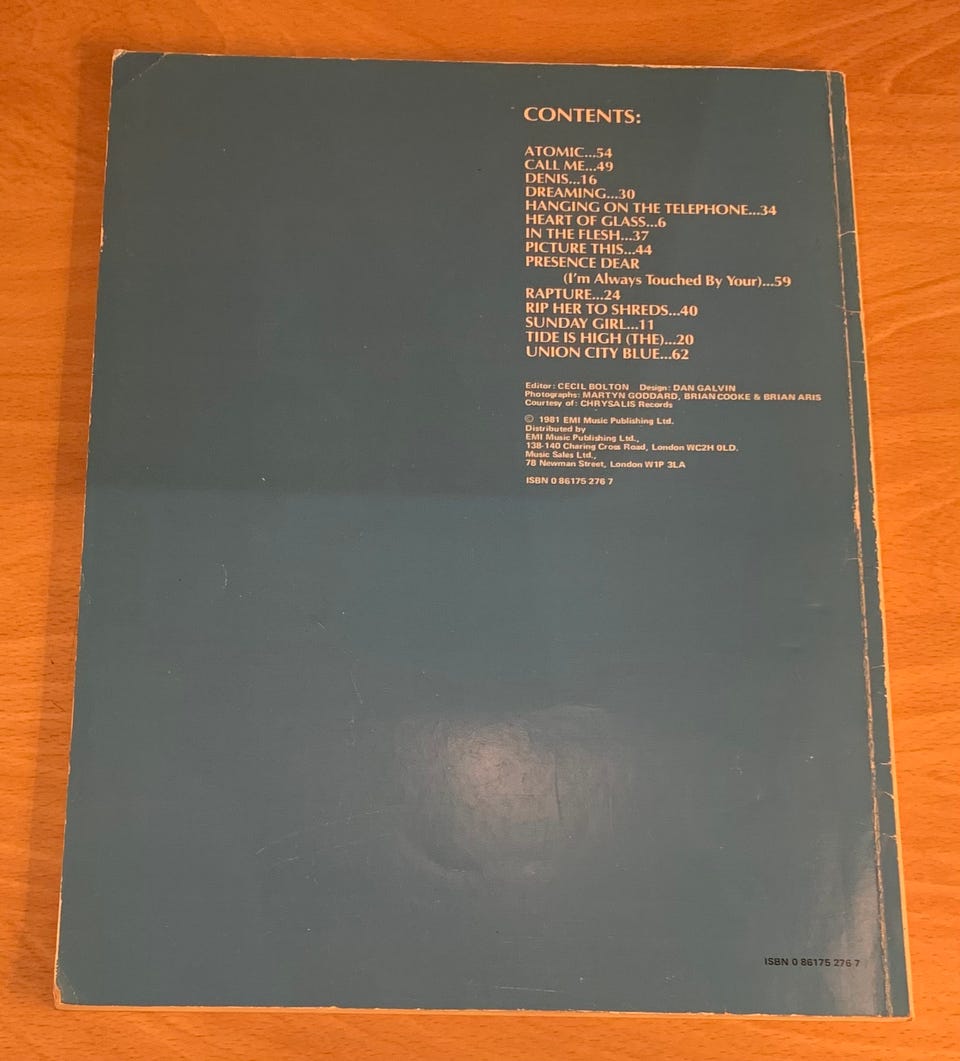 CONTENTS:
ATOMIC...54
CALL ME...49
DENIS...16
DREAMING...30
HANGING ON THE TELEPHONE...34
HEART OF GLASS...6
IN THE FLESH...37
PICTURE THIS...44
PRESENCE DEAR
(I'm Always Touched By Your)...59
RAPTURE...24
RIP HER TO SHREDS...40
SUNDAY GIRL...11
TIDE IS HIGH (THE)...20
UNION CITY BLUE...62
Editor: CECIL BOLTON Design: DAN GALVIN
Photographs: MARTYN GODDARD, BRIAN COOKE & BRIAN ARIS
Courtesy of: CHRYSALIS Records
© 1981 EMI Music Publishing Ltd.
Distributed by
EMI Music Publishing Ltd.,
138-140 Charing Cross Road, London WC2H 0LD.
Music Sales Ltd.,
78 Newman Street, London W1P 3LA
ISBN 0 86175 276 7
ISBN 0 86175 276 7